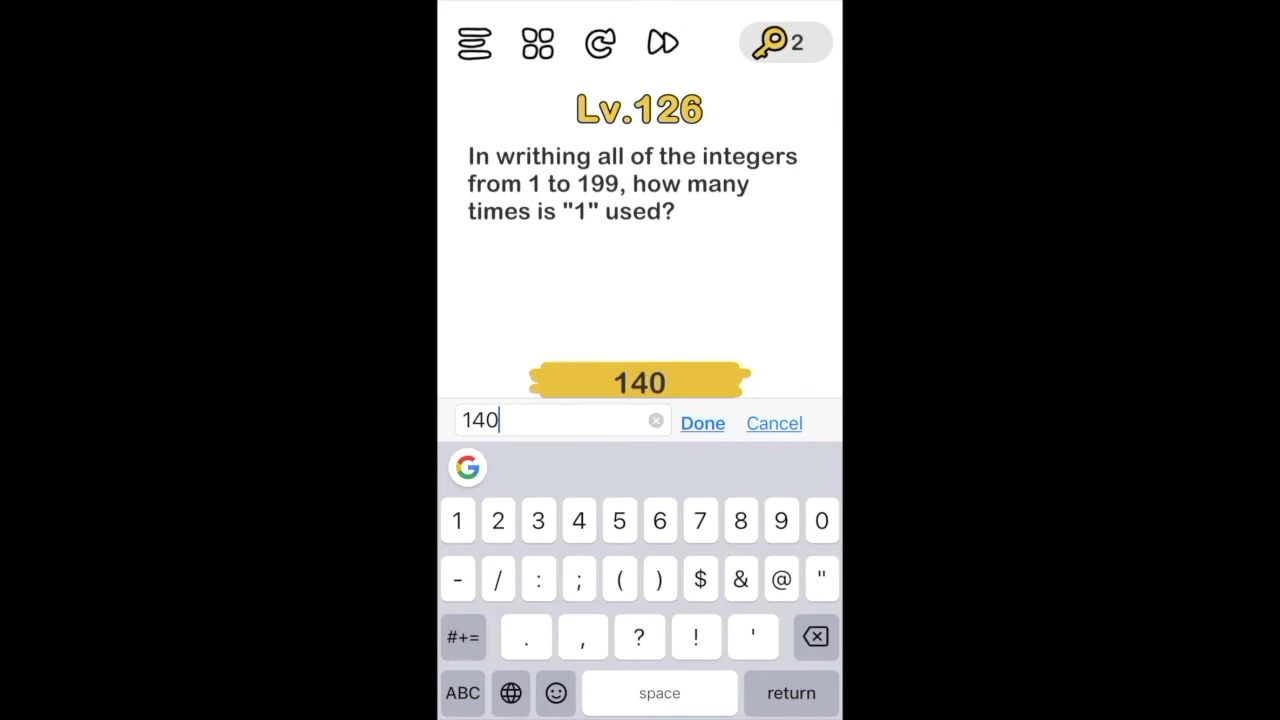 2
Lv.126
In writhing all of the integers
from 1 to 199, how many
times is "1" used?
140
140 Done Cancel
G
1 2 3 4 5 6 7 8 9 0
- / : ; ( ) $ & @ "
#+= . , ? ! '
ABC space return